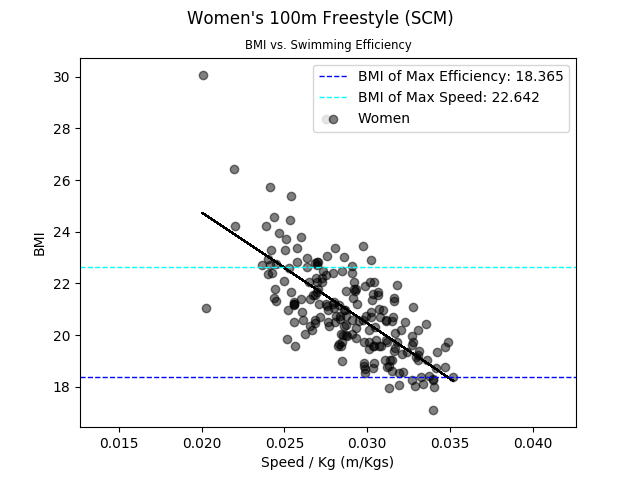 Women's 100m Freestyle (SCM)
BMI vs. Swimming Efficiency
BMI of Max Efficiency: 18.365
BMI of Max Speed: 22.642
Women
30
28
26
24
22
20
18
BMI
0.015 0.020 0.025 0.030 0.035 0.040
Speed / Kg (m/Kgs)